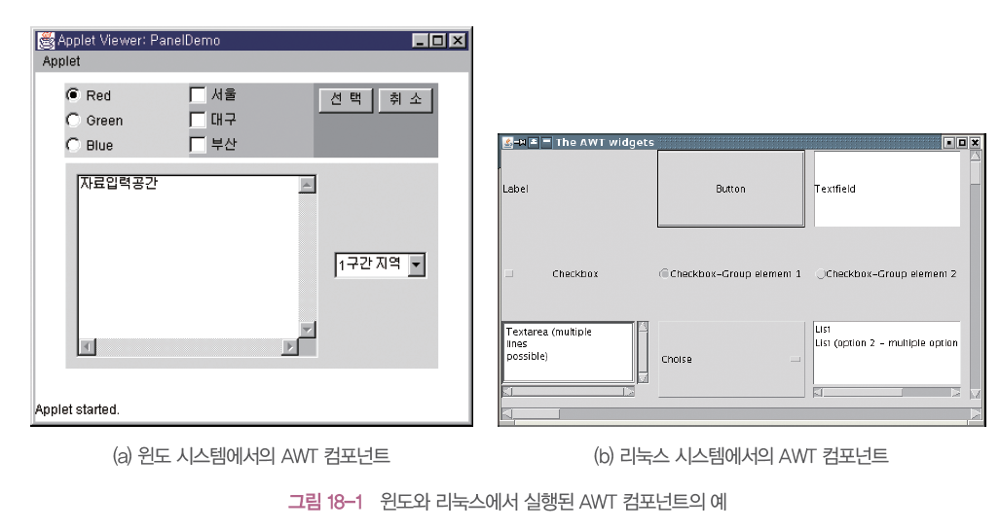 Applet Viewer: PanelDemo
Applet
Red
Green
Blue
서울
대구
부산
선 택
취 소
자료입력공간
1구간 지역
Applet started.
The AWT widgets
Label
Button
Textfield
Checkbox
Checkbox-Group element 1
Checkbox-Group element 2
Textarea (multiple
lines
possible)
Choise
List
List (option 2 - multiple option
(a) 윈도 시스템에서의 AWT 컴포넌트
(b) 리눅스 시스템에서의 AWT 컴포넌트
그림 18-1 윈도와 리눅스에서 실행된 AWT 컴포넌트의 예